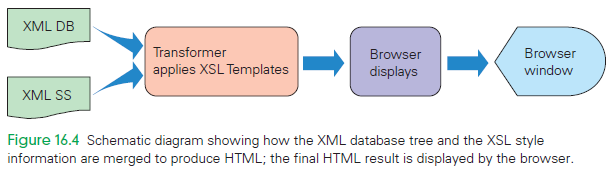 XML DB
XML SS
Transformer
applies XSL Templates
Browser
displays
Browser
window
Figure 16.4 Schematic diagram showing how the XML database tree and the XSL style
information are merged to produce HTML; the final HTML result is displayed by the browser.